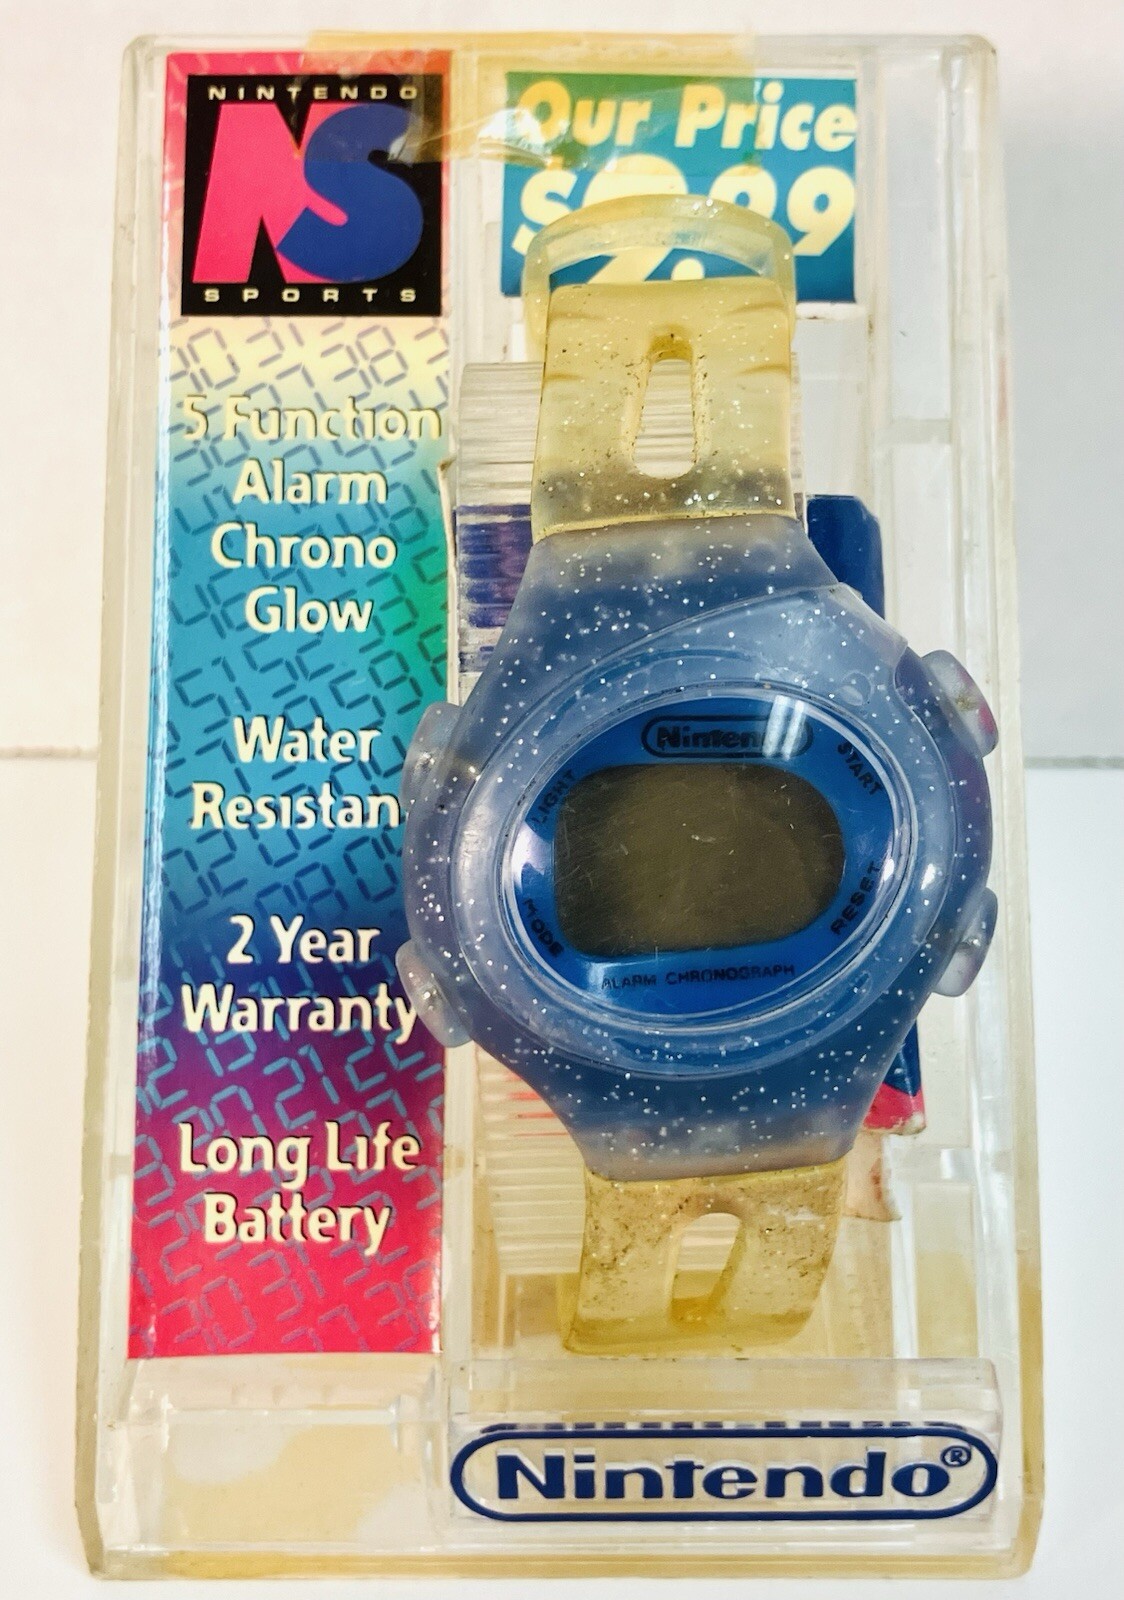 NINTENDO
NS
SPORTS
Our Price
5 Function
Alarm
Chrono
Glow
Water
Resistan
2 Year
Warranty
Long Life
Battery
Nintendo
LIGHT
START
MODE
RESET
ALARM CHRONOGRAPH
Nintendo®